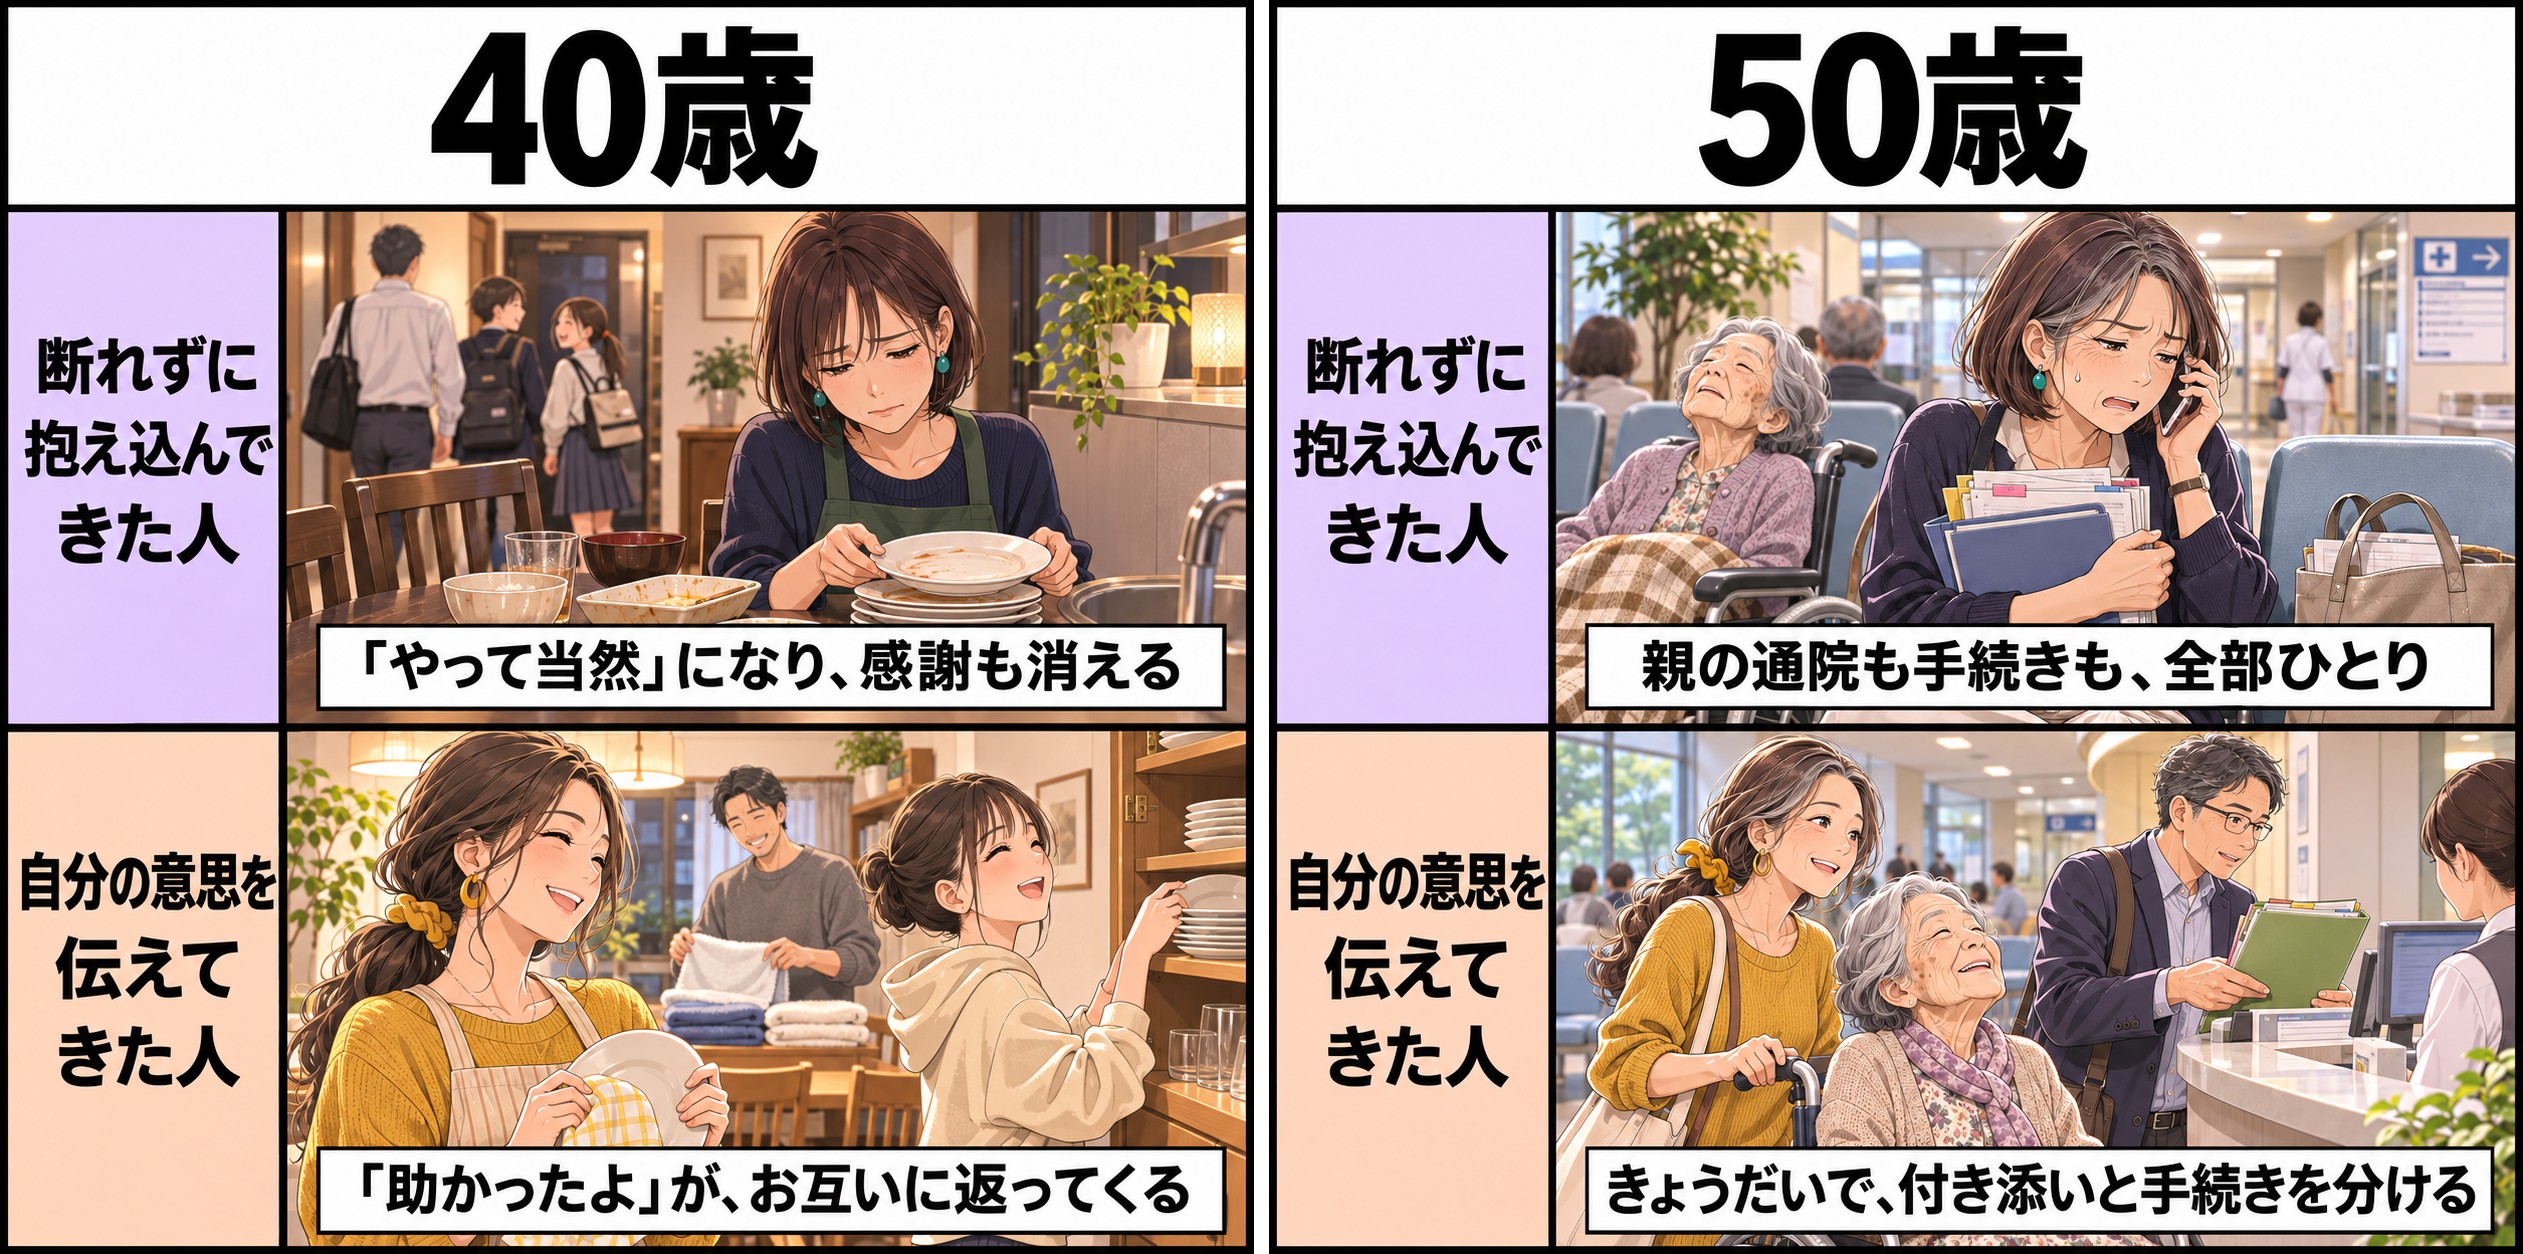 40歳
断れずに
抱え込んで
きた人
「やって当然」になり、感謝も消える
自分の意思を
伝えて
きた人
「助かったよ」が、お互いに返ってくる
50歳
断れずに
抱え込んで
きた人
親の通院も手続きも、全部ひとり
自分の意思を
伝えて
きた人
きょうだいで、付き添いと手続きを分ける